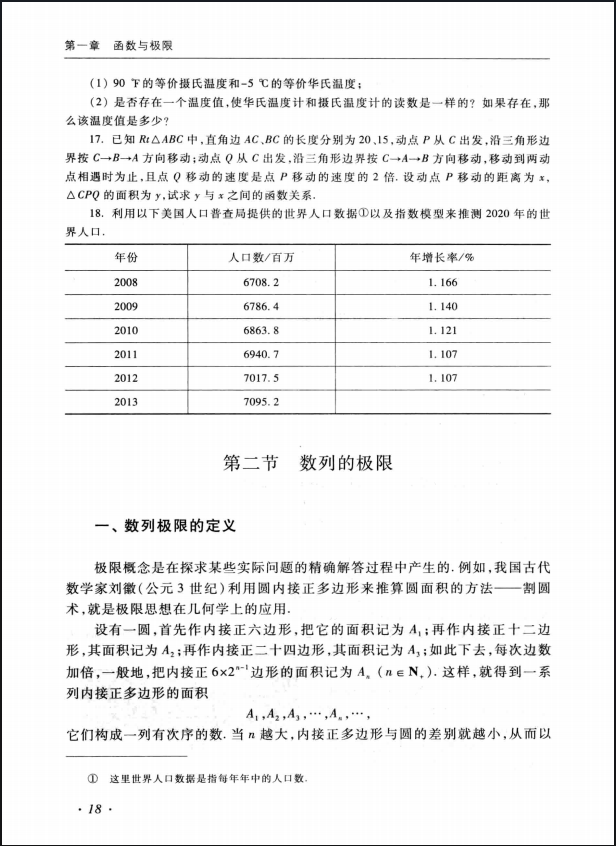 第一章 函数与极限
(1) 90 ℉的等价摄氏温度和-5 ℃的等价华氏温度;
(2) 是否存在一个温度值,使华氏温度计和摄氏温度计的读数是一样的? 如果存在,那
么该温度值是多少?
17. 已知 Rt△ABC 中,直角边 AC、BC 的长度分别为 20、15,动点 P 从 C 出发,沿三角形边
界按 C→B→A 方向移动;动点 Q 从 C 出发,沿三角形边界按 C→A→B 方向移动,移动到两动
点相遇时为止,且点 Q 移动的速度是点 P 移动的速度的 2 倍. 设动点 P 移动的距离为 x,
△CPQ 的面积为 y,试求 y 与 x 之间的函数关系.
18. 利用以下美国人口普查局提供的世界人口数据①以及指数模型来推测 2020 年的世
界人口.
年份 人口数/百万 年增长率/%
2008 6708.2 1.166
2009 6786.4 1.140
2010 6863.8 1.121
2011 6940.7 1.107
2012 7017.5 1.107
2013 7095.2
第二节 数列的极限
一、数列极限的定义
极限概念是在探求某些实际问题的精确解答过程中产生的. 例如,我国古代
数学家刘徽(公元 3 世纪)利用圆内接正多边形来推算圆面积的方法——割圆
术,就是极限思想在几何学上的应用.
设有一圆,首先作内接正六边形,把它的面积记为 A₁;再作内接正十二边
形,其面积记为 A₂;再作内接正二十四边形,其面积记为 A₃;如此下去,每次边数
加倍,一般地,把内接正 6×2ⁿ⁻¹边形的面积记为 Aₙ (n∈N₊). 这样,就得到一系
列内接正多边形的面积
A₁,A₂,A₃,⋯,Aₙ,⋯,
它们构成一列有次序的数. 当 n 越大,内接正多边形与圆的差别就越小,从而以
① 这里世界人口数据是指每年年中的人口数.
· 18 ·